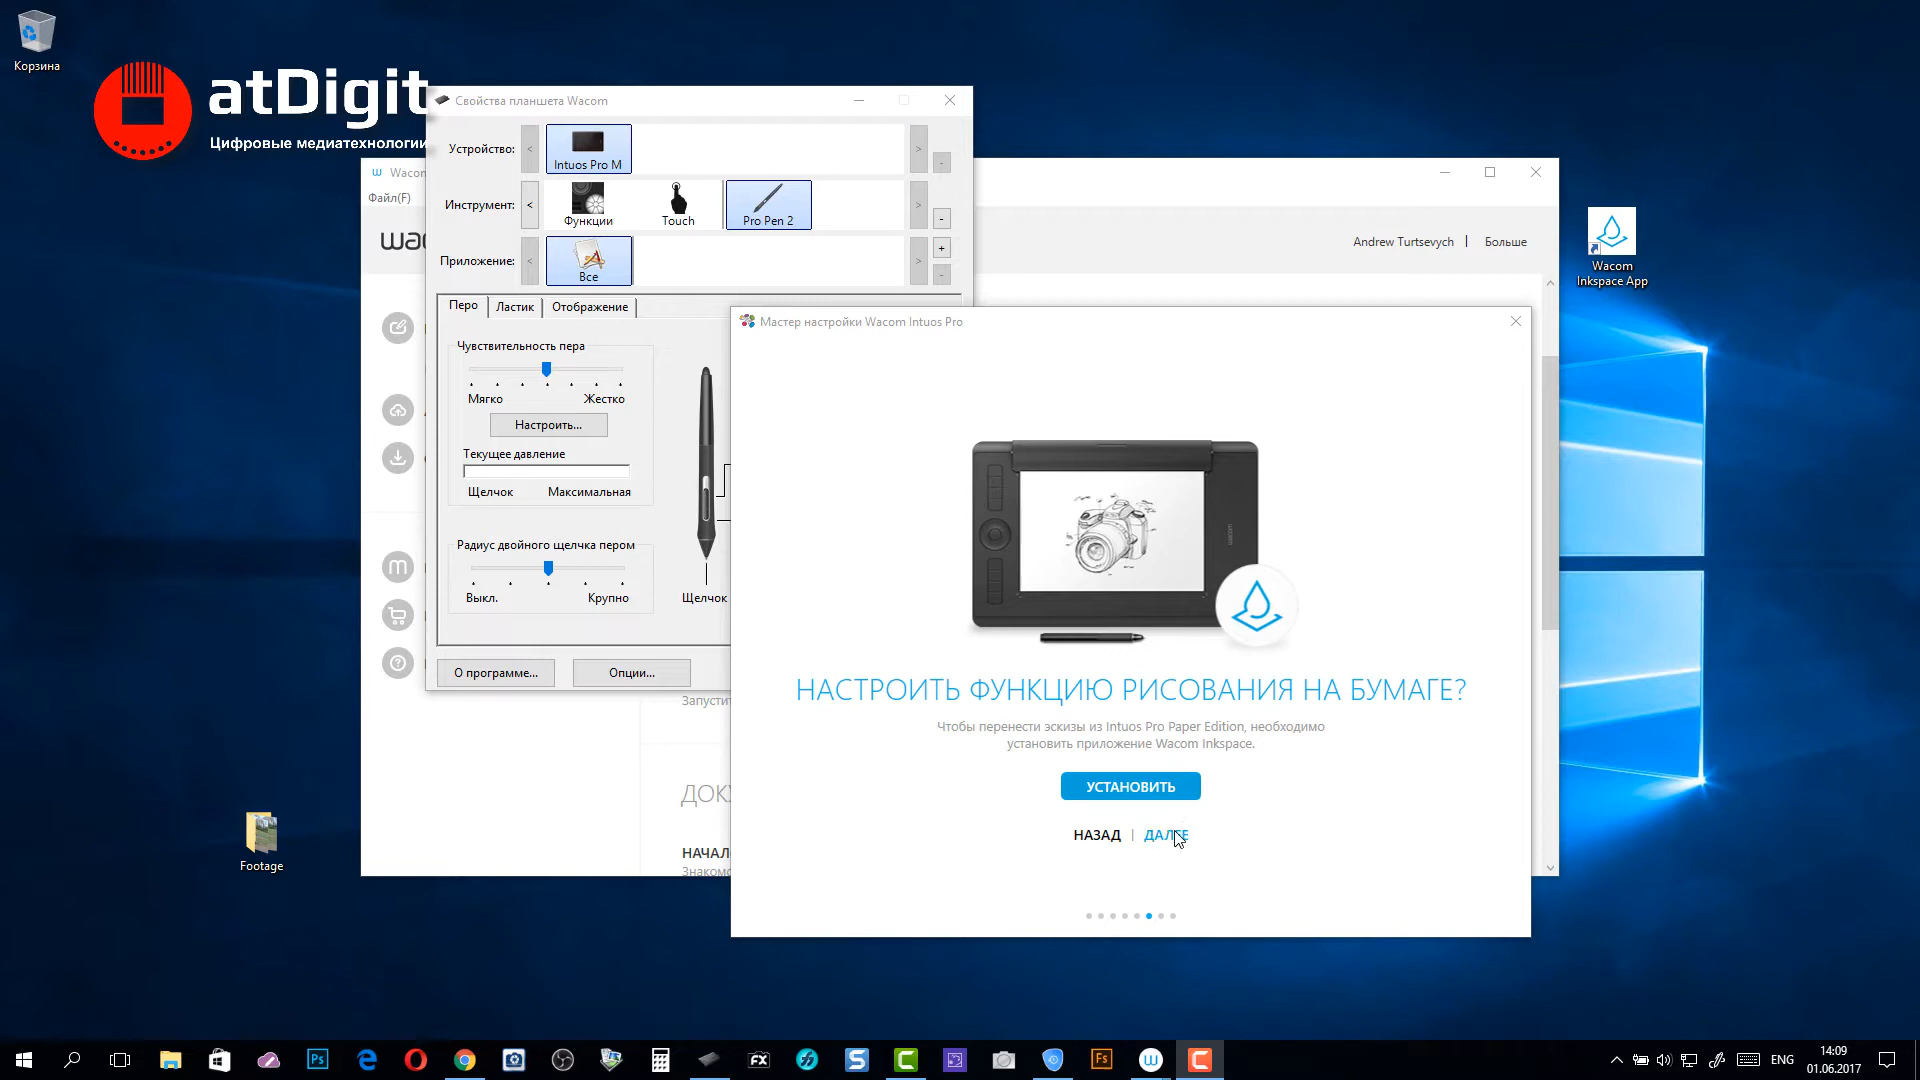 Корзина
atDigit
Цифровые медиатехнологии
Свойства планшета Wacom
Устройство:
Intuos Pro M
Инструмент:
Функции
Touch
Pro Pen 2
Приложение:
Все
Перо
Ластик
Отображение
Чувствительность пера
Мягко
Жестко
Настроить...
Текущее давление
Щелчок
Максимальная
Радиус двойного щелчка пером
Выкл.
Крупно
Щелчок
О программе...
Опции...
Файл(F)
Andrew Turtsevych
Больше
Wacom
Inkspace App
Мастер настройки Wacom Intuos Pro
wacom
НАСТРОИТЬ ФУНКЦИЮ РИСОВАНИЯ НА БУМАГЕ?
Чтобы перенести эскизы из Intuos Pro Paper Edition, необходимо
установить приложение Wacom Inkspace.
УСТАНОВИТЬ
НАЗАД | ДАЛЕЕ
Footage
ENG
14:09
01.06.2017